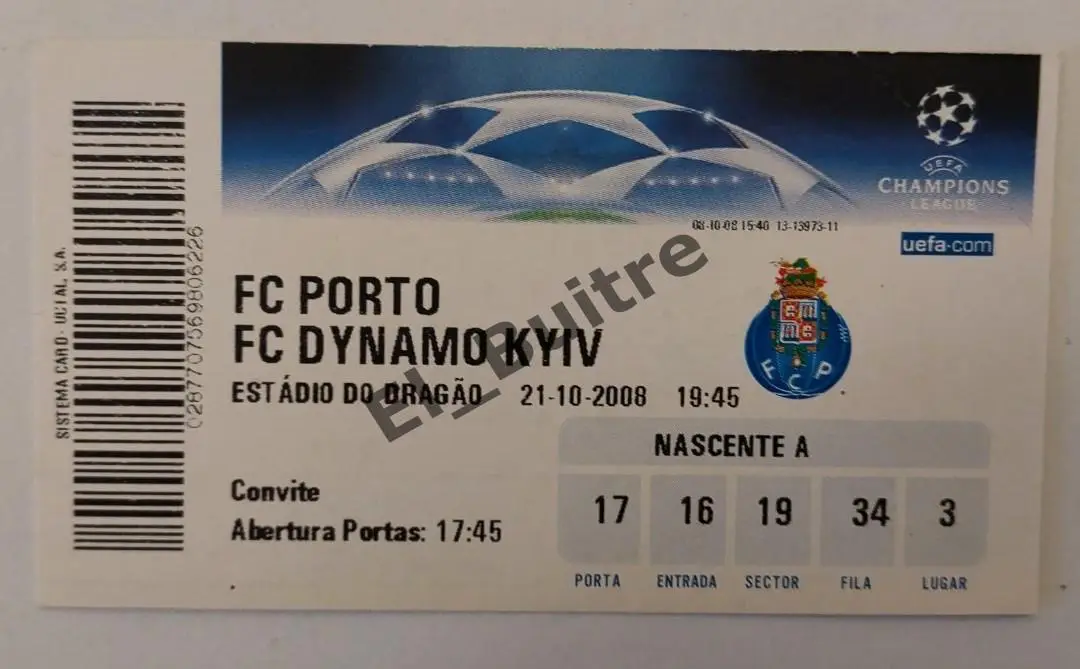 UEFA
CHAMPIONS
LEAGUE
08-10-08 15:40 13-13973-11
uefa.com
FC PORTO
FC DYNAMO KYIV
ESTÁDIO DO DRAGÃO 21-10-2008 19:45
FCP
NASCENTE A
Convite
Abertura Portas: 17:45
17 16 19 34 3
PORTA ENTRADA SECTOR FILA LUGAR
SISTEMA CARD - UCI AL. S.A.
0287707569806226
El_Buitre